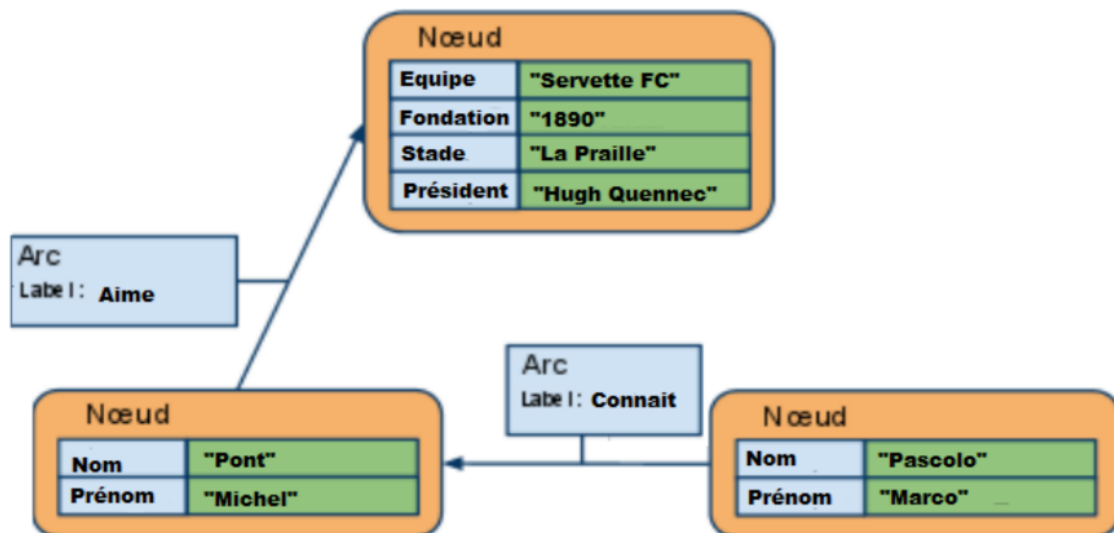 Nœud
Equipe "Servette FC"
Fondation "1890"
Stade "La Praille"
Président "Hugh Quennec"
Arc
Label: Aime
Arc
Label: Connait
Nœud
Nom "Pont"
Prénom "Michel"
Nœud
Nom "Pascolo"
Prénom "Marco"